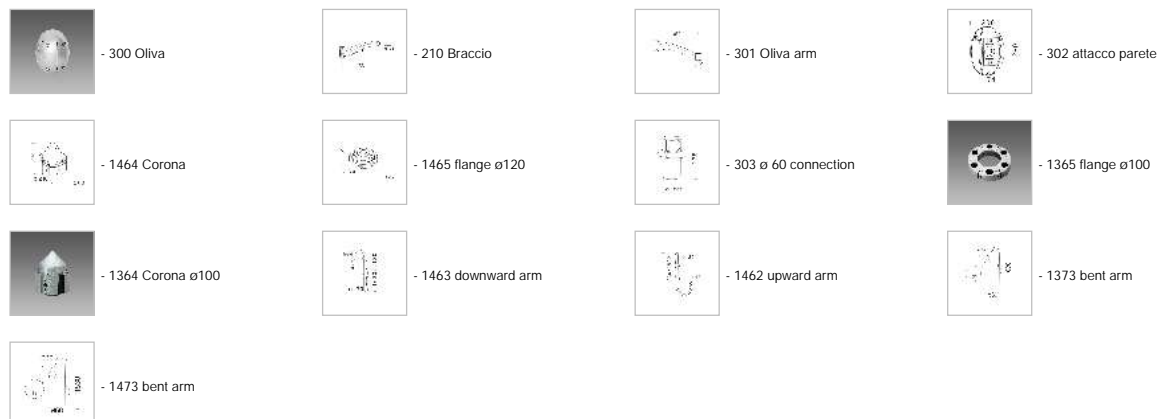 - 300 Oliva
- 210 Braccio
- 301 Oliva arm
- 302 attacco parete
- 1464 Corona
- 1465 flange ø120
- 303 ø 60 connection
- 1365 flange ø100
- 1364 Corona ø100
- 1463 downward arm
- 1462 upward arm
- 1373 bent arm
- 1473 bent arm